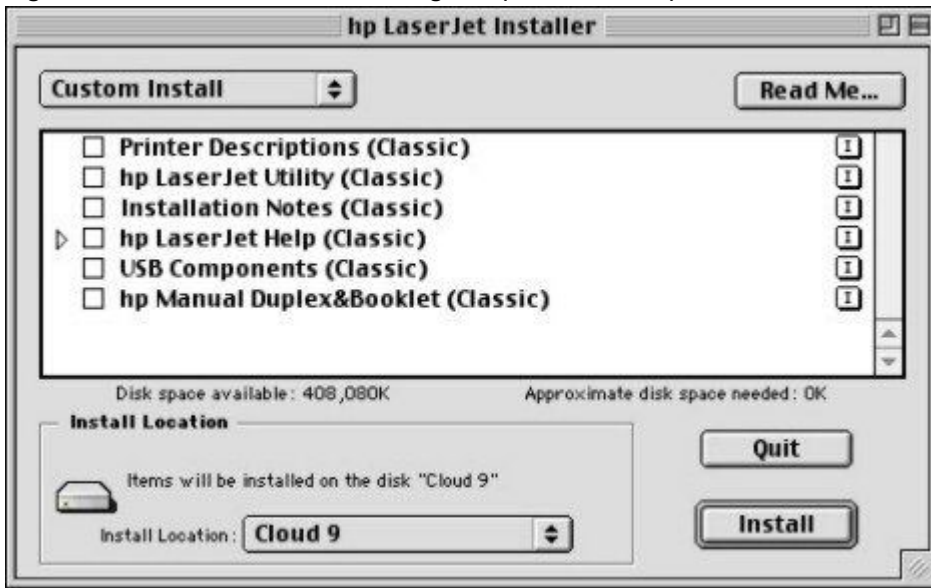 hp LaserJet Installer
Custom Install
Read Me...
Printer Descriptions (Classic)
hp LaserJet Utility (Classic)
Installation Notes (Classic)
hp LaserJet Help (Classic)
USB Components (Classic)
hp Manual Duplex&Booklet (Classic)
Disk space available: 408,080K Approximate disk space needed: 0K
Install Location
Items will be installed on the disk "Cloud 9"
Quit
Install Location: Cloud 9
Install